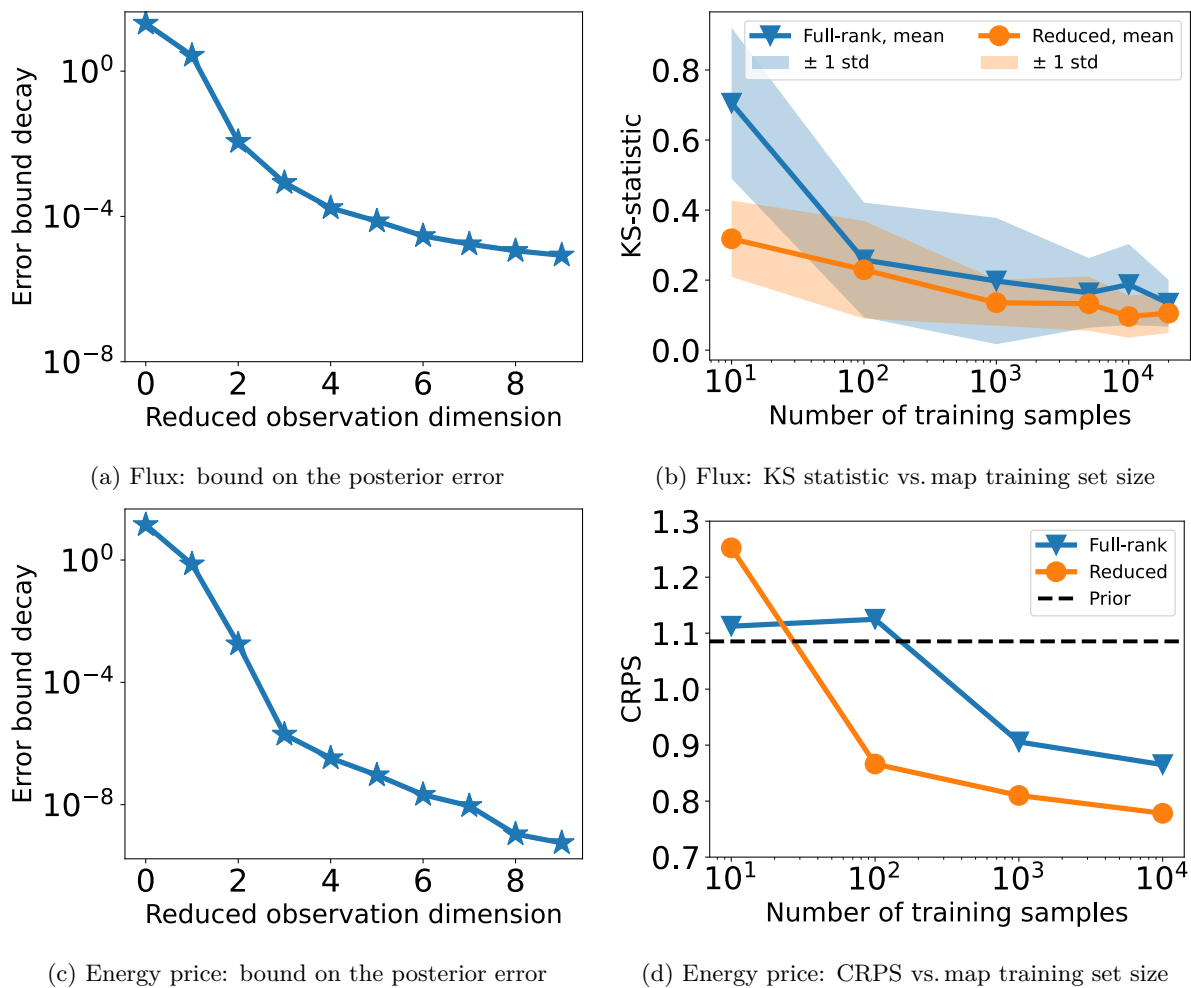 Error bound decay
10^0
10^−4
10^−8
0 2 4 6 8
Reduced observation dimension
(a) Flux: bound on the posterior error
KS-statistic
0.8
0.6
0.4
0.2
0.0
Full-rank, mean
± 1 std
Reduced, mean
± 1 std
10^1 10^2 10^3 10^4
Number of training samples
(b) Flux: KS statistic vs. map training set size
Error bound decay
10^0
10^−4
10^−8
0 2 4 6 8
Reduced observation dimension
(c) Energy price: bound on the posterior error
CRPS
1.3
1.2
1.1
1.0
0.9
0.8
0.7
Full-rank
Reduced
Prior
10^1 10^2 10^3 10^4
Number of training samples
(d) Energy price: CRPS vs. map training set size